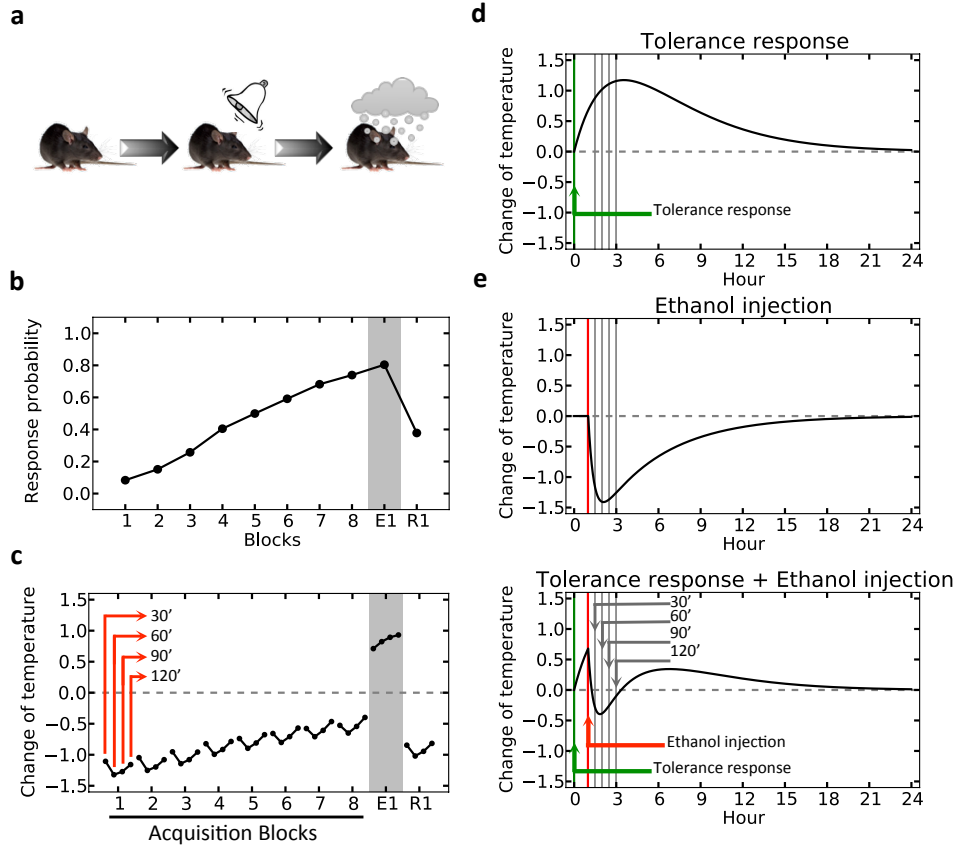 a
b
Response probability
1.0
0.8
0.6
0.4
0.2
0.0
1 2 3 4 5 6 7 8 E1 R1
Blocks
c
Change of temperature
1.5
1.0
0.5
0.0
−0.5
−1.0
−1.5
30’
60’
90’
120’
1 2 3 4 5 6 7 8 E1 R1
Acquisition Blocks
d
Tolerance response
Change of temperature
1.5
1.0
0.5
0.0
−0.5
−1.0
−1.5
Tolerance response
0 3 6 9 12 15 18 21 24
Hour
e
Ethanol injection
Change of temperature
1.5
1.0
0.5
0.0
−0.5
−1.0
−1.5
0 3 6 9 12 15 18 21 24
Hour
Tolerance response + Ethanol injection
Change of temperature
1.5
1.0
0.5
0.0
−0.5
−1.0
−1.5
30’
60’
90’
120’
Ethanol injection
Tolerance response
0 3 6 9 12 15 18 21 24
Hour